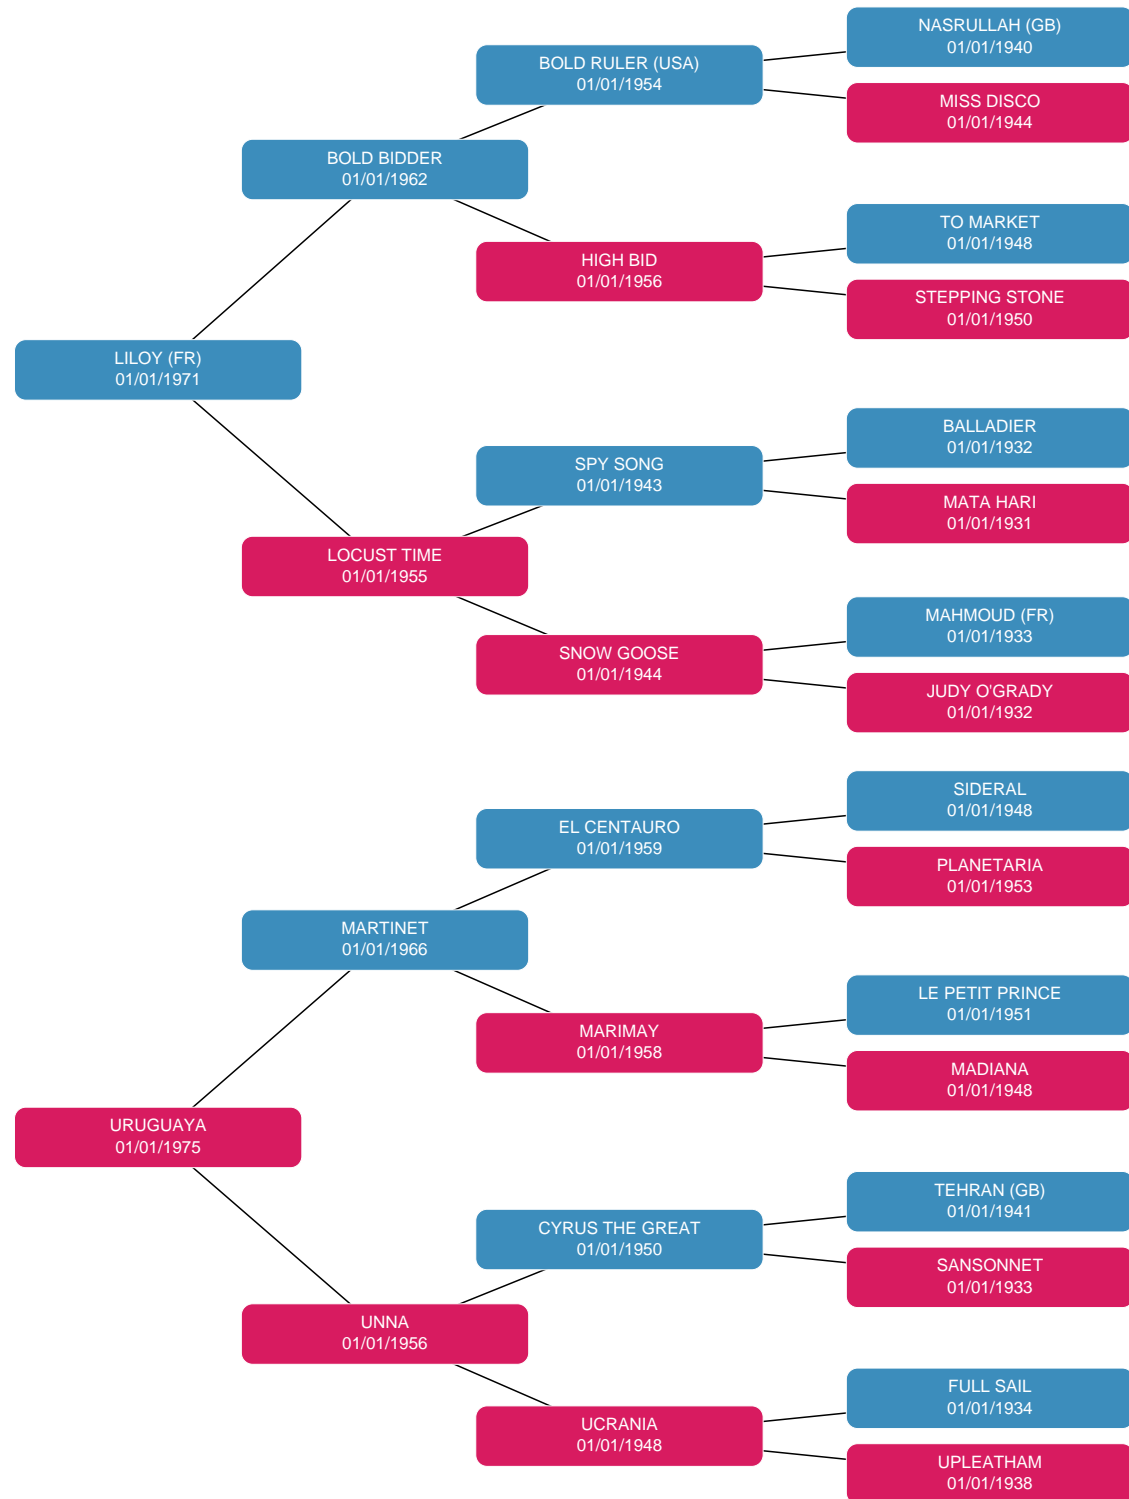 NASRULLAH (GB)
01/01/1940
BOLD RULER (USA)
01/01/1954
MISS DISCO
01/01/1944
BOLD BIDDER
01/01/1962
TO MARKET
01/01/1948
HIGH BID
01/01/1956
STEPPING STONE
01/01/1950
LILOY (FR)
01/01/1971
BALLADIER
01/01/1932
SPY SONG
01/01/1943
MATA HARI
01/01/1931
LOCUST TIME
01/01/1955
MAHMOUD (FR)
01/01/1933
SNOW GOOSE
01/01/1944
JUDY O'GRADY
01/01/1932
SIDERAL
01/01/1948
EL CENTAURO
01/01/1959
PLANETARIA
01/01/1953
MARTINET
01/01/1966
LE PETIT PRINCE
01/01/1951
MARIMAY
01/01/1958
MADIANA
01/01/1948
URUGUAYA
01/01/1975
TEHRAN (GB)
01/01/1941
CYRUS THE GREAT
01/01/1950
SANSONNET
01/01/1933
UNNA
01/01/1956
FULL SAIL
01/01/1934
UCRANIA
01/01/1948
UPLEATHAM
01/01/1938